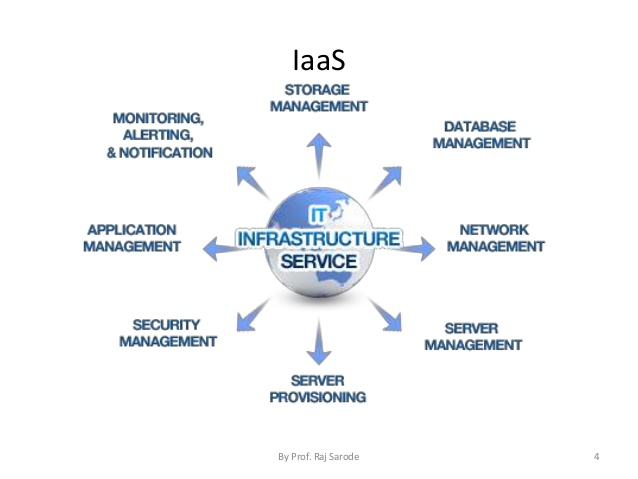 IaaS
STORAGE
MANAGEMENT
MONITORING,
ALERTING,
& NOTIFICATION
DATABASE
MANAGEMENT
APPLICATION
MANAGEMENT
IT
INFRASTRUCTURE
SERVICE
NETWORK
MANAGEMENT
SECURITY
MANAGEMENT
SERVER
MANAGEMENT
SERVER
PROVISIONING
By Prof. Raj Sarode
4